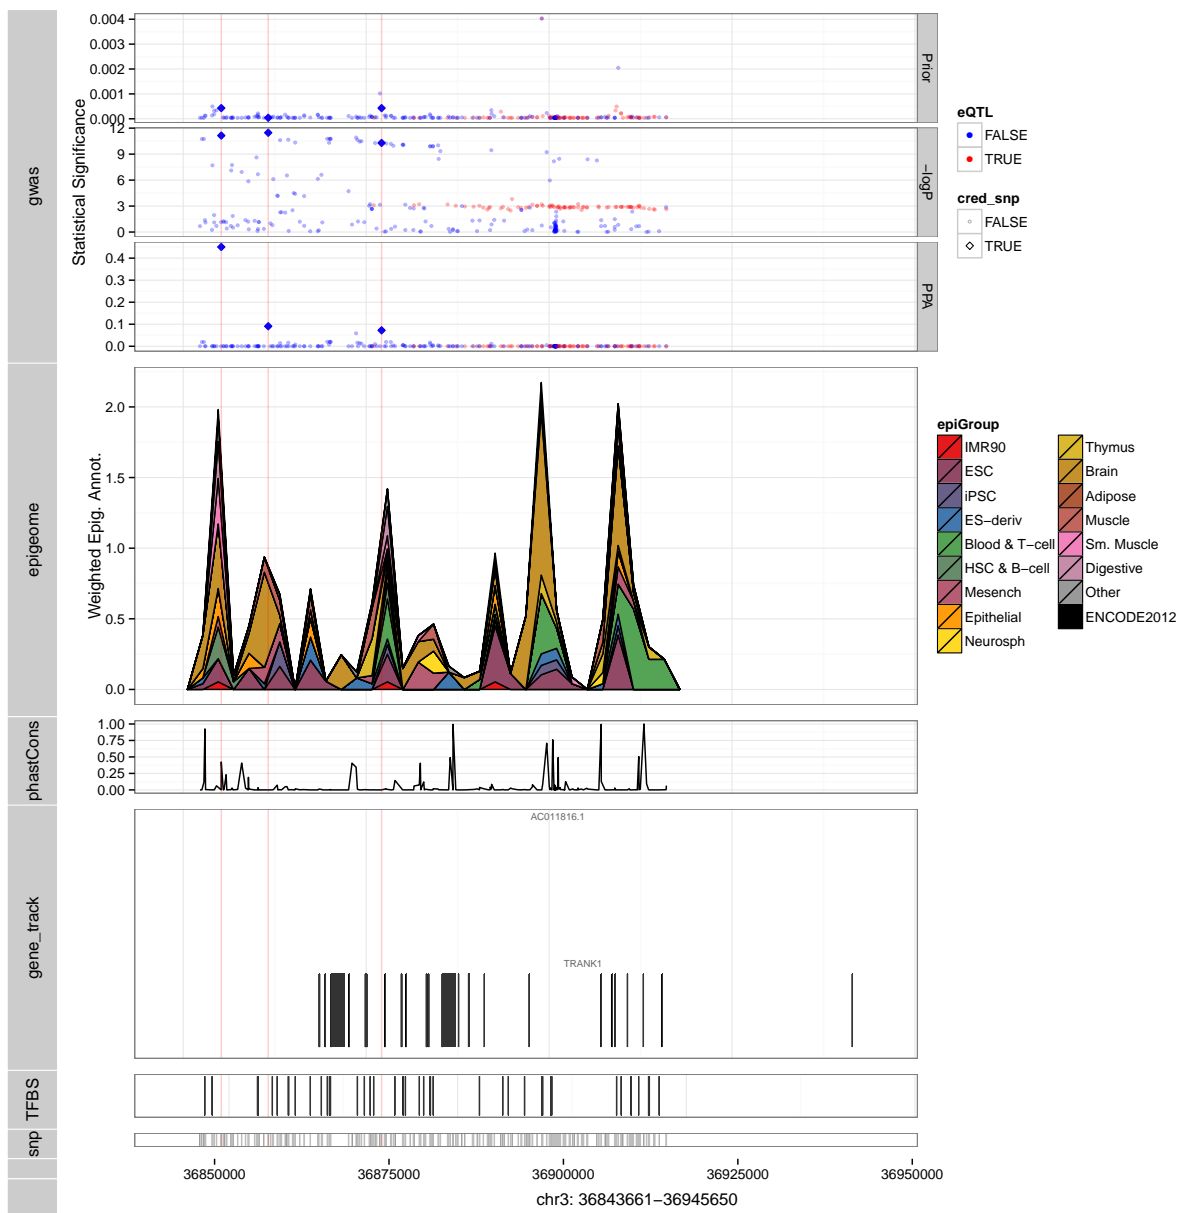 gwas
Statistical Significance
0.004
0.003
0.002
0.001
0.000
Prior
12
9
6
3
0
-logP
0.4
0.3
0.2
0.1
0.0
PPA
eQTL
FALSE
TRUE
cred_snp
FALSE
TRUE
epigeome
Weighted Epig. Annot.
2.0
1.5
1.0
0.5
0.0
epiGroup
IMR90
ESC
iPSC
ES-deriv
Blood & T-cell
HSC & B-cell
Mesench
Epithelial
Neurosph
Thymus
Brain
Adipose
Muscle
Sm. Muscle
Digestive
Other
ENCODE2012
phastCons
1.00
0.75
0.50
0.25
0.00
gene_track
AC011816.1
TRANK1
TFBS
snp
36850000
36875000
36900000
36925000
36950000
chr3: 36843661-36945650